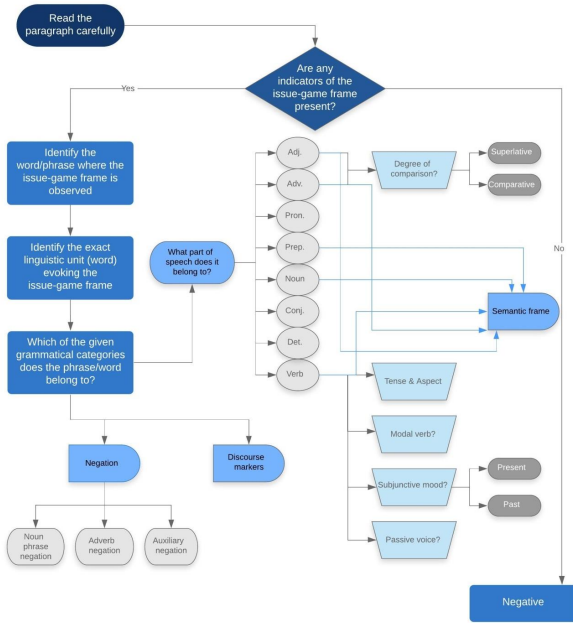 Read the
paragraph carefully
Are any
indicators of the
issue-game frame
present?
Yes
No
Identify the
word/phrase where the
issue-game frame is
observed
Identify the exact
linguistic unit (word)
evoking the
issue-game frame
Which of the given
grammatical categories
does the phrase/word
belong to?
What part of
speech does it
belong to?
Adj.
Adv.
Pron.
Prep.
Noun
Conj.
Det.
Verb
Degree of
comparison?
Superlative
Comparative
Semantic frame
Tense & Aspect
Modal verb?
Subjunctive mood?
Present
Past
Passive voice?
Negation
Discourse
markers
Noun
phrase
negation
Adverb
negation
Auxiliary
negation
Negative